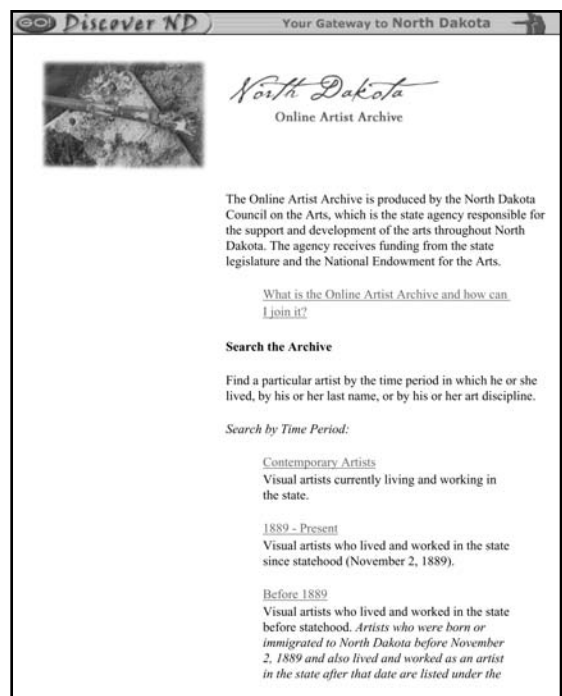 GO! Discover ND
Your Gateway to North Dakota
North Dakota
Online Artist Archive
The Online Artist Archive is produced by the North Dakota
Council on the Arts, which is the state agency responsible for
the support and development of the arts throughout North
Dakota. The agency receives funding from the state
legislature and the National Endowment for the Arts.
What is the Online Artist Archive and how can
I join it?
Search the Archive
Find a particular artist by the time period in which he or she
lived, by his or her last name, or by his or her art discipline.
Search by Time Period:
Contemporary Artists
Visual artists currently living and working in
the state.
1889 - Present
Visual artists who lived and worked in the state
since statehood (November 2, 1889).
Before 1889
Visual artists who lived and worked in the state
before statehood. Artists who were born or
immigrated to North Dakota before November
2, 1889 and also lived and worked as an artist
in the state after that date are listed under the